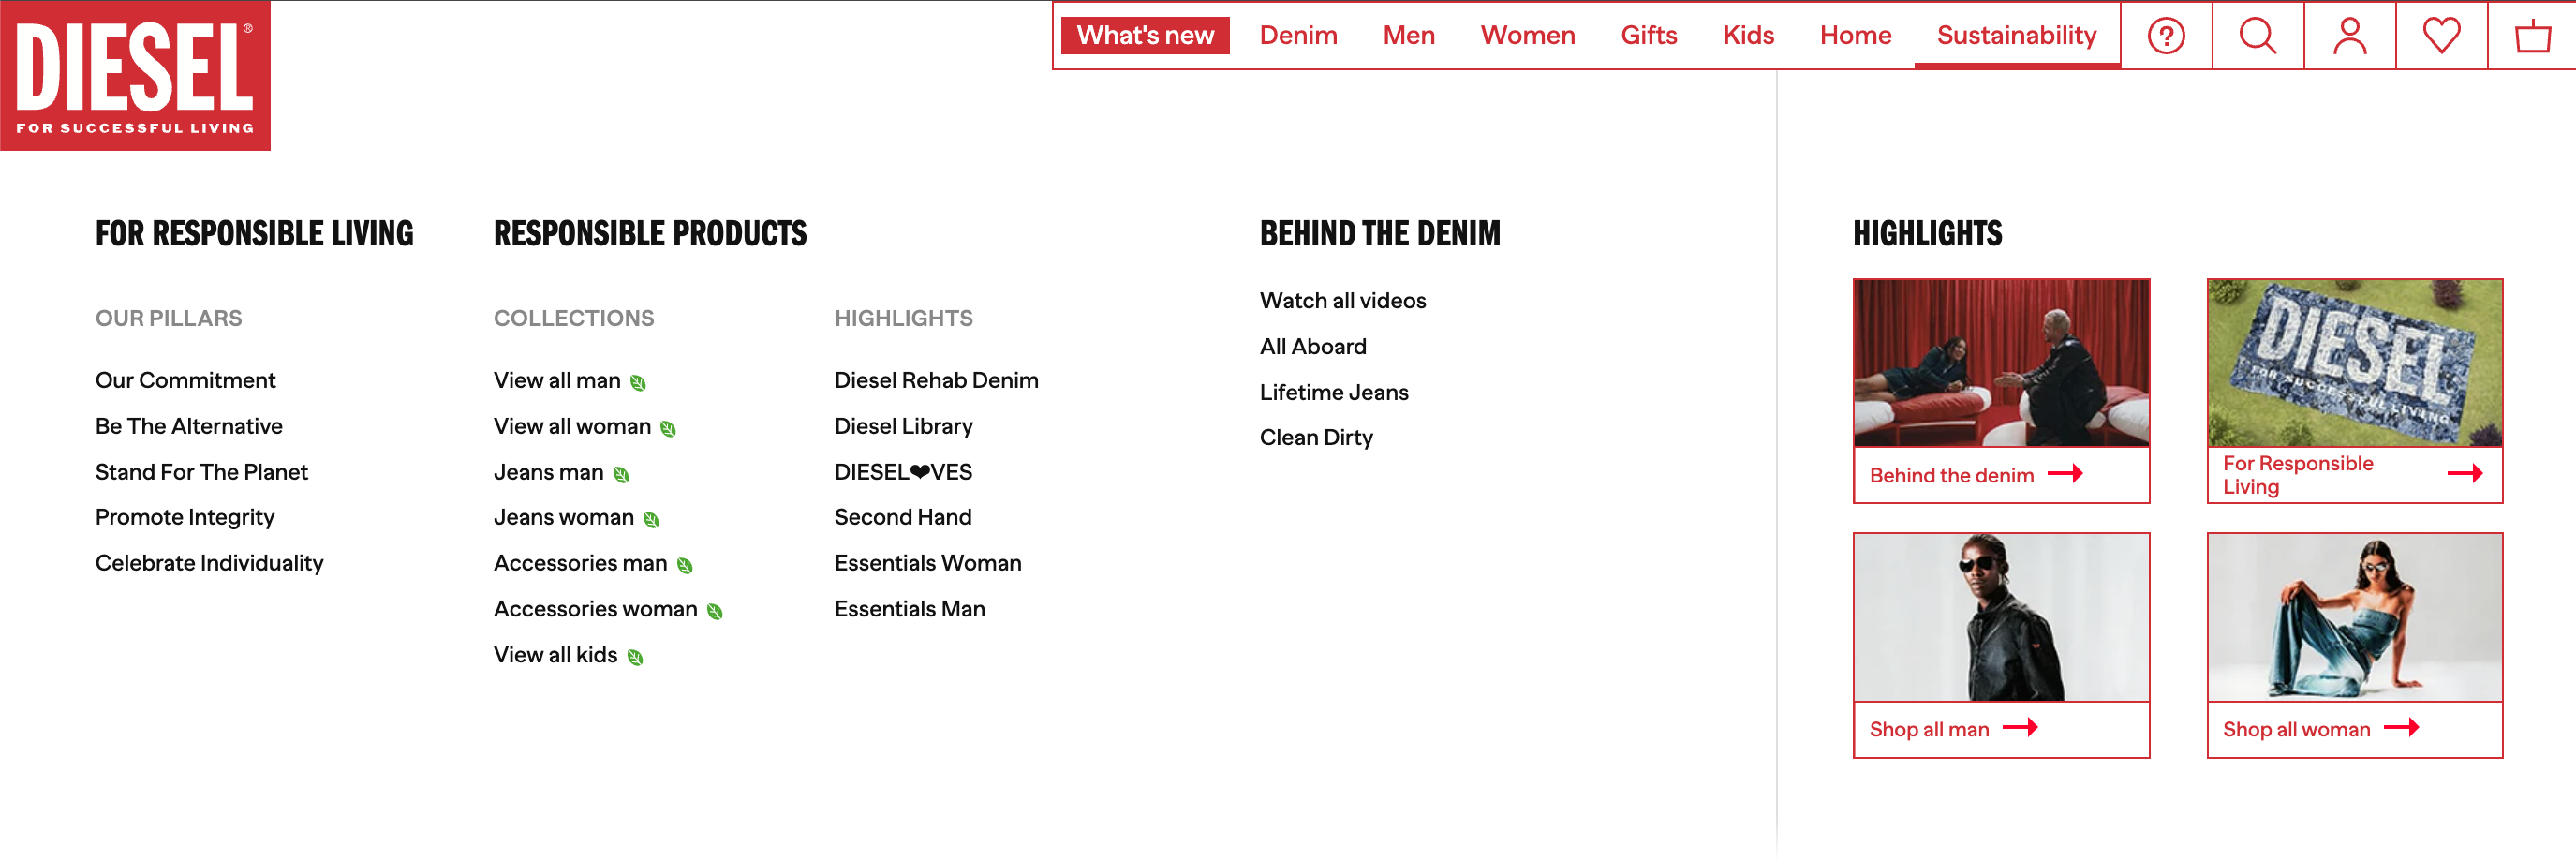 DIESEL®
FOR SUCCESSFUL LIVING
What's new
Denim
Men
Women
Gifts
Kids
Home
Sustainability
FOR RESPONSIBLE LIVING
OUR PILLARS
Our Commitment
Be The Alternative
Stand For The Planet
Promote Integrity
Celebrate Individuality
RESPONSIBLE PRODUCTS
COLLECTIONS
View all man
View all woman
Jeans man
Jeans woman
Accessories man
Accessories woman
View all kids
HIGHLIGHTS
Diesel Rehab Denim
Diesel Library
DIESEL❤VES
Second Hand
Essentials Woman
Essentials Man
BEHIND THE DENIM
Watch all videos
All Aboard
Lifetime Jeans
Clean Dirty
HIGHLIGHTS
Behind the denim
DIESEL
FOR SUCCESSFUL LIVING
For Responsible
Living
Shop all man
Shop all woman